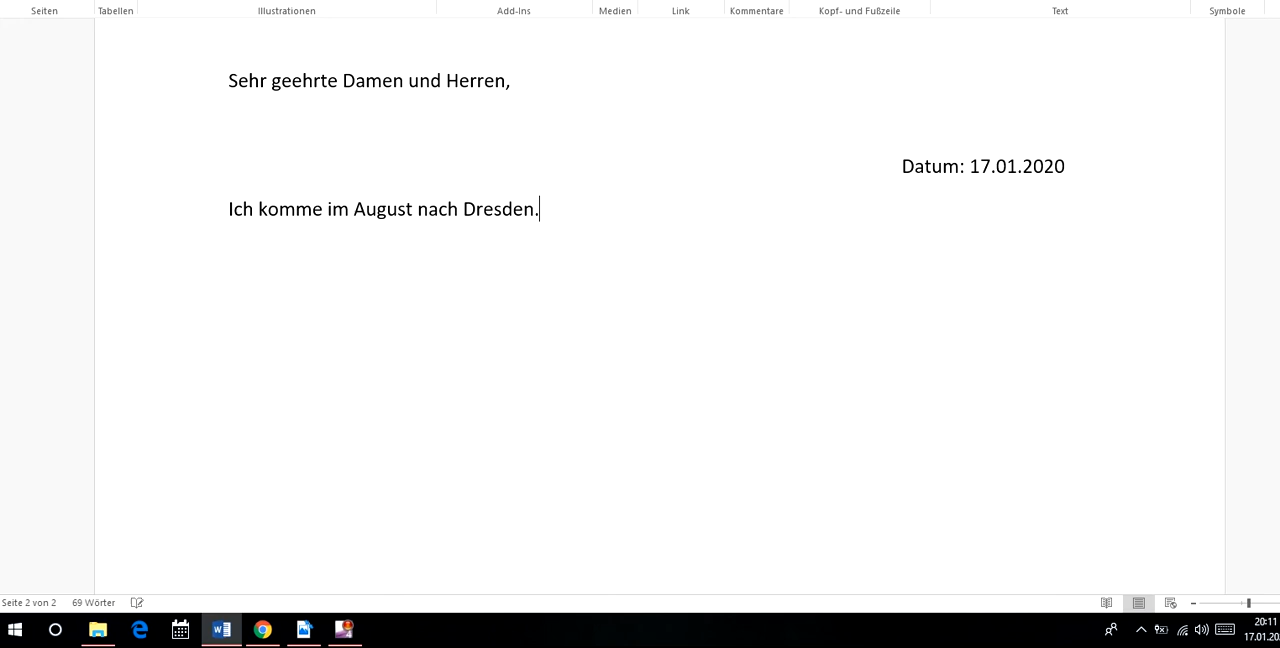 Seiten Tabellen Illustrationen Add-Ins Medien Link Kommentare Kopf- und Fußzeile Text Symbole
Sehr geehrte Damen und Herren,
Datum: 17.01.2020
Ich komme im August nach Dresden.
Seite 2 von 2 69 Wörter
20:11
17.01.20